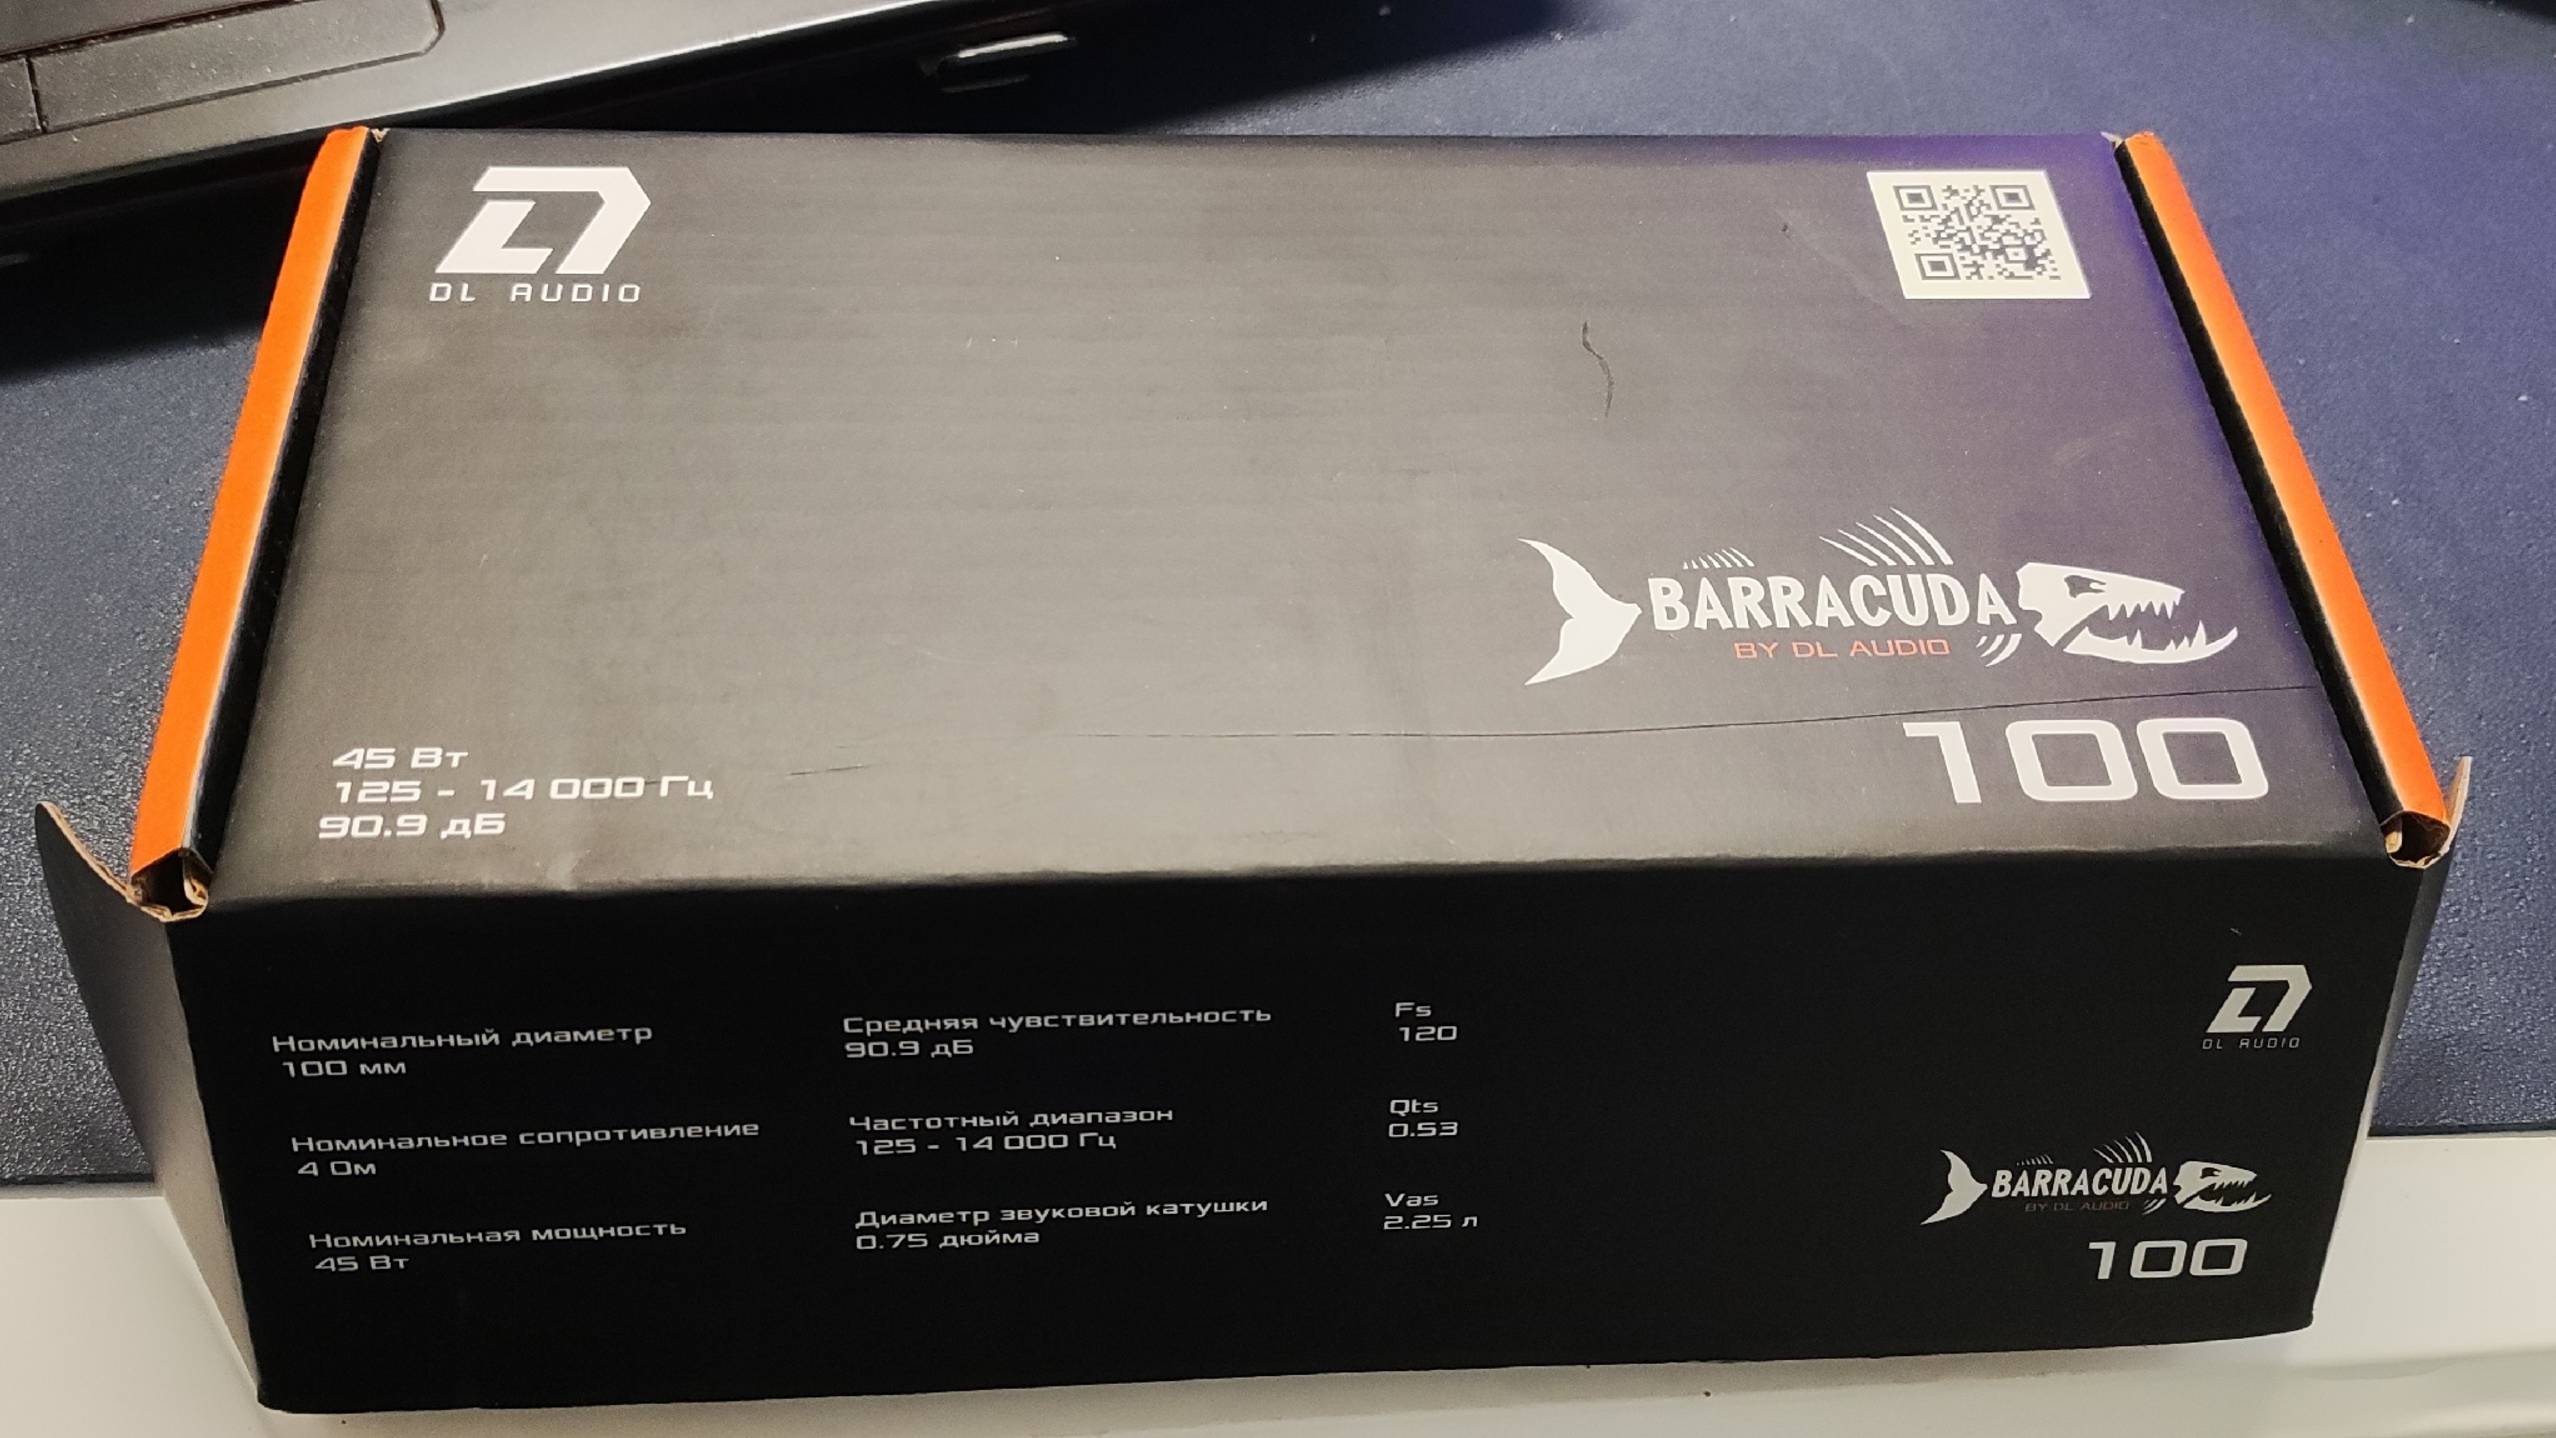 DL AUDIO
BARRACUDA
BY DL AUDIO
100
45 Вт
125 - 14 000 Гц
90.9 дБ
Номинальный диаметр
100 мм
Номинальное сопротивление
4 Ом
Номинальная мощность
45 Вт
Средняя чувствительность
90.9 дБ
Частотный диапазон
125 - 14 000 Гц
Диаметр звуковой катушки
0.75 дюйма
Fs
120
Qts
0.53
Vas
2.25 л
DL AUDIO
BARRACUDA
BY DL AUDIO
100